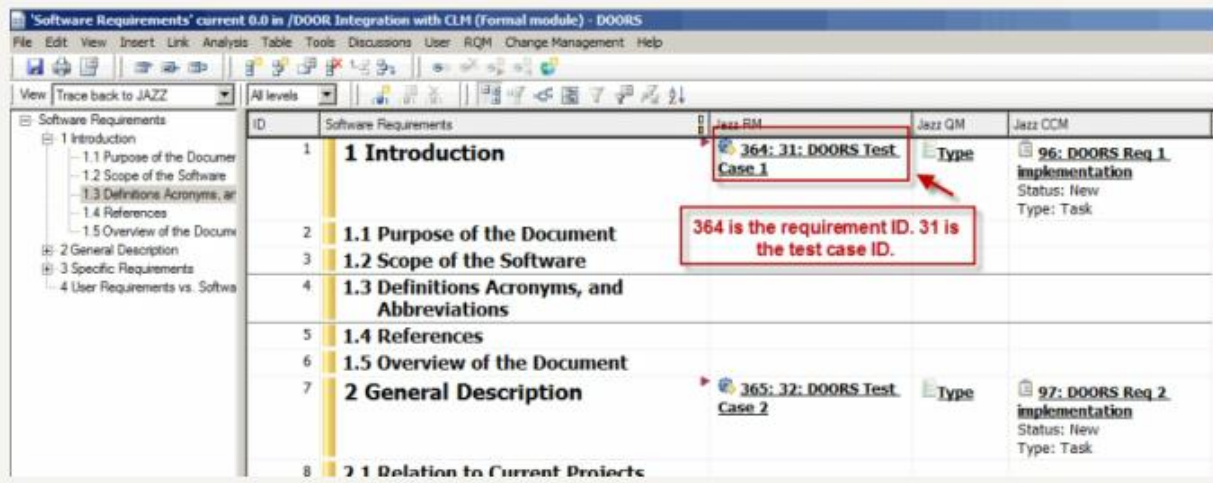 'Software Requirements' current 0.0 in /DOOR Integration with CLM (Formal module) - DOORS
File Edit View Insert Link Analysis Table Tools Discussions User RQM Change Management Help
View Trace back to JAZZ All levels
Software Requirements
1 Introduction
1.1 Purpose of the Documer
1.2 Scope of the Software
1.3 Definitions Acronyms, ar
1.4 References
1.5 Overview of the Docume
2 General Description
3 Specific Requirements
4 User Requirements vs. Softwa
ID Software Requirements Jazz RM Jazz QM Jazz CCM
1 1 Introduction 364: 31: DOORS Test Type 96: DOORS Req 1
Case 1 implementation
Status: New
Type: Task
364 is the requirement ID. 31 is
the test case ID.
2 1.1 Purpose of the Document
3 1.2 Scope of the Software
4 1.3 Definitions Acronyms, and
Abbreviations
5 1.4 References
6 1.5 Overview of the Document
7 2 General Description 365: 32: DOORS Test Type 97: DOORS Req 2
Case 2 implementation
Status: New
Type: Task
8 2.1 Relation to Current Projects